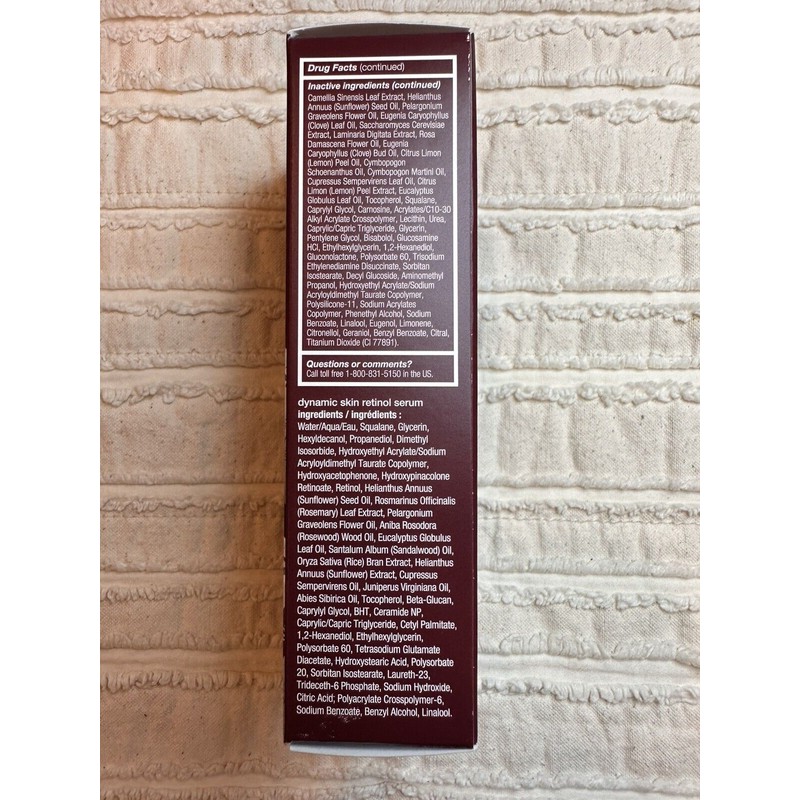 Drug Facts (continued)
Inactive ingredients (continued)
Camellia Sinensis Leaf Extract, Helianthus
Annuus (Sunflower) Seed Oil, Pelargonium
Graveolens Flower Oil, Eugenia Caryophyllus
(Clove) Leaf Oil, Saccharomyces Cerevisiae
Extract, Laminaria Digitata Extract, Rosa
Damascena Flower Oil, Eugenia
Caryophyllus (Clove) Bud Oil, Citrus Limon
(Lemon) Peel Oil, Cymbopogon
Schoenanthus Oil, Cymbopogon Martini Oil,
Cupressus Sempervirens Leaf Oil, Citrus
Limon (Lemon) Peel Extract, Eucalyptus
Globulus Leaf Oil, Tocopherol, Squalane,
Caprylyl Glycol, Carnosine, Acrylates/C10-30
Alkyl Acrylate Crosspolymer, Lecithin, Urea,
Caprylic/Capric Triglyceride, Glycerin,
Pentylene Glycol, Bisabolol, Glucosamine
HCl, Ethylhexylglycerin, 1,2-Hexanediol,
Gluconolactone, Polysorbate 60, Trisodium
Ethylenediamine Disuccinate, Sorbitan
Isostearate, Decyl Glucoside, Aminomethyl
Propanol, Hydroxyethyl Acrylate/Sodium
Acryloyldimethyl Taurate Copolymer,
Polysilicone-11, Sodium Acrylates
Copolymer, Phenethyl Alcohol, Sodium
Benzoate, Linalool, Eugenol, Limonene,
Citronellol, Geraniol, Benzyl Benzoate, Citral,
Titanium Dioxide (CI 77891).
Questions or comments?
Call toll free 1-800-831-5150 in the US.
dynamic skin retinol serum
ingredients / ingrédients :
Water/Aqua/Eau, Squalane, Glycerin,
Hexyldecanol, Propanediol, Dimethyl
Isosorbide, Hydroxyethyl Acrylate/Sodium
Acryloyldimethyl Taurate Copolymer,
Hydroxyacetophenone, Hydroxypinacolone
Retinoate, Retinol, Helianthus Annuus
(Sunflower) Seed Oil, Rosmarinus Officinalis
(Rosemary) Leaf Extract, Pelargonium
Graveolens Flower Oil, Aniba Rosodora
(Rosewood) Wood Oil, Eucalyptus Globulus
Leaf Oil, Santalum Album (Sandalwood) Oil,
Oryza Sativa (Rice) Bran Extract, Helianthus
Annuus (Sunflower) Extract, Cupressus
Sempervirens Oil, Juniperus Virginiana Oil,
Abies Sibirica Oil, Tocopherol, Beta-Glucan,
Caprylyl Glycol, BHT, Ceramide NP,
Caprylic/Capric Triglyceride, Cetyl Palmitate,
1,2-Hexanediol, Ethylhexylglycerin,
Polysorbate 60, Tetrasodium Glutamate
Diacetate, Hydroxystearic Acid, Polysorbate
20, Sorbitan Isostearate, Laureth-23,
Trideceth-6 Phosphate, Sodium Hydroxide,
Citric Acid; Polyacrylate Crosspolymer-6,
Sodium Benzoate, Benzyl Alcohol, Linalool.